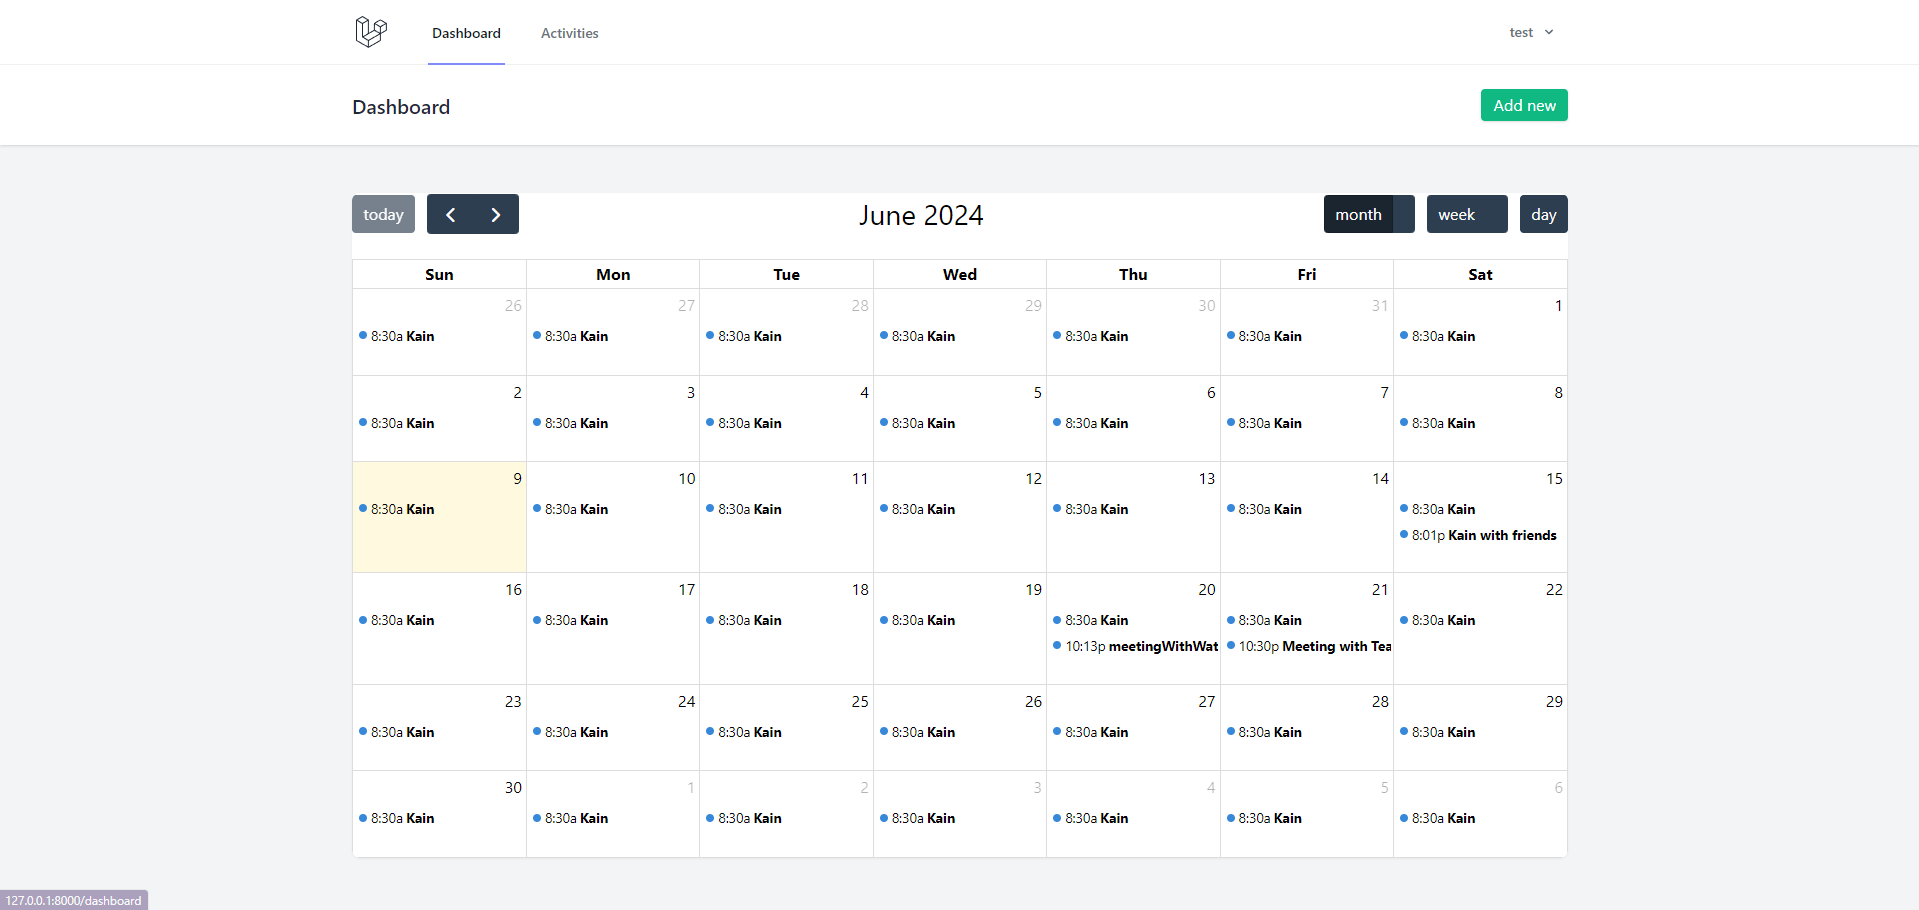 Dashboard Activities test
Dashboard Add new
today June 2024 month week day
Sun Mon Tue Wed Thu Fri Sat
26 27 28 29 30 31 1
8:30a Kain 8:30a Kain 8:30a Kain 8:30a Kain 8:30a Kain 8:30a Kain 8:30a Kain
2 3 4 5 6 7 8
8:30a Kain 8:30a Kain 8:30a Kain 8:30a Kain 8:30a Kain 8:30a Kain 8:30a Kain
9 10 11 12 13 14 15
8:30a Kain 8:30a Kain 8:30a Kain 8:30a Kain 8:30a Kain 8:30a Kain 8:30a Kain
8:01p Kain with friends
16 17 18 19 20 21 22
8:30a Kain 8:30a Kain 8:30a Kain 8:30a Kain 8:30a Kain 8:30a Kain 8:30a Kain
10:13p meetingWithWat 10:30p Meeting with Tea
23 24 25 26 27 28 29
8:30a Kain 8:30a Kain 8:30a Kain 8:30a Kain 8:30a Kain 8:30a Kain 8:30a Kain
30 1 2 3 4 5 6
8:30a Kain 8:30a Kain 8:30a Kain 8:30a Kain 8:30a Kain 8:30a Kain 8:30a Kain
127.0.0.1:8000/dashboard